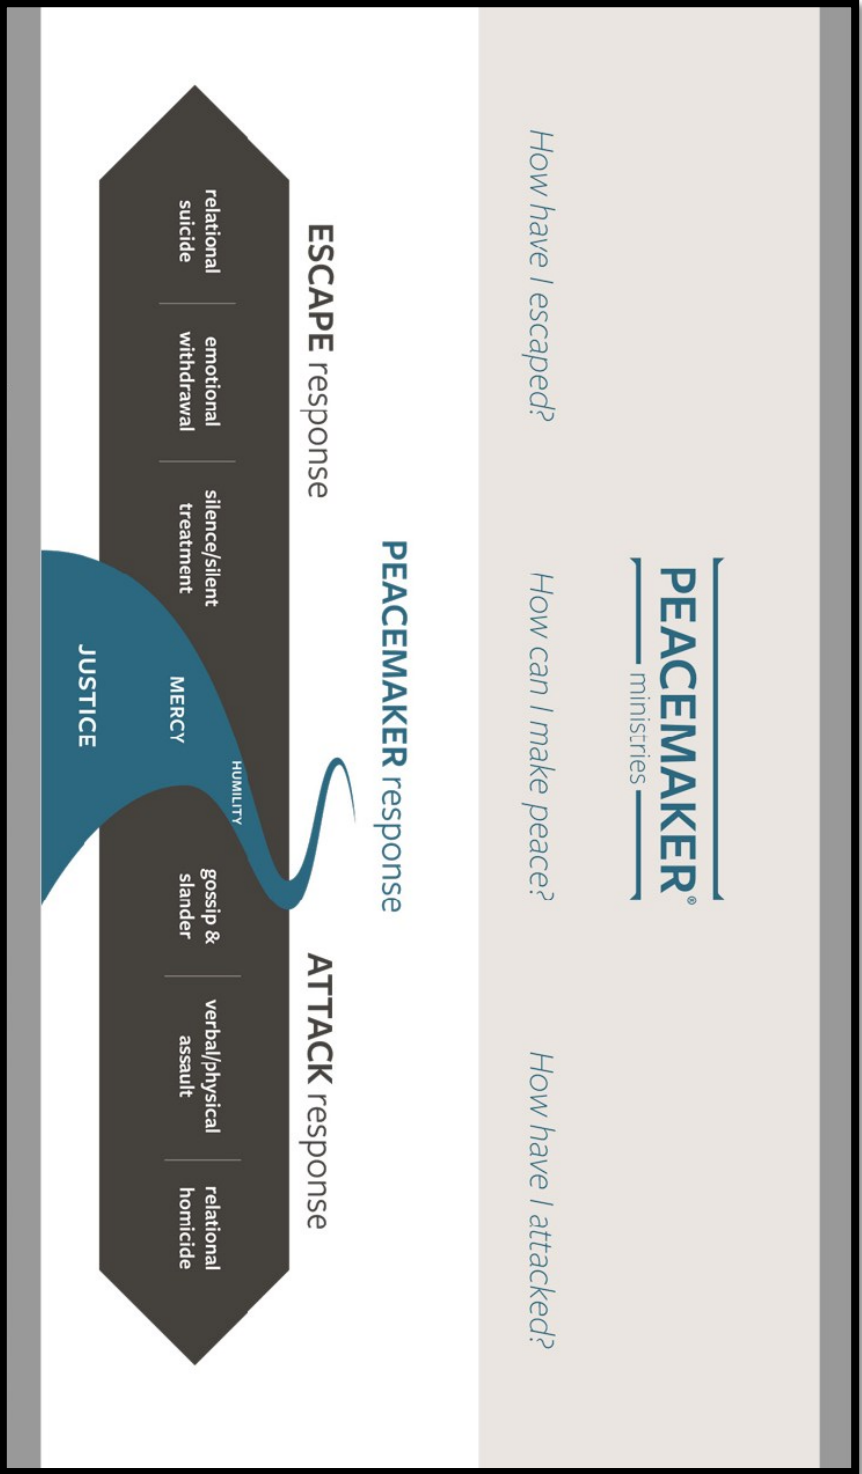 PEACEMAKER®
ministries
How have I escaped?
How can I make peace?
How have I attacked?
PEACEMAKER response
ESCAPE response
ATTACK response
relational
suicide
emotional
withdrawal
silence/silent
treatment
HUMILITY
MERCY
JUSTICE
gossip &
slander
verbal/physical
assault
relational
homicide